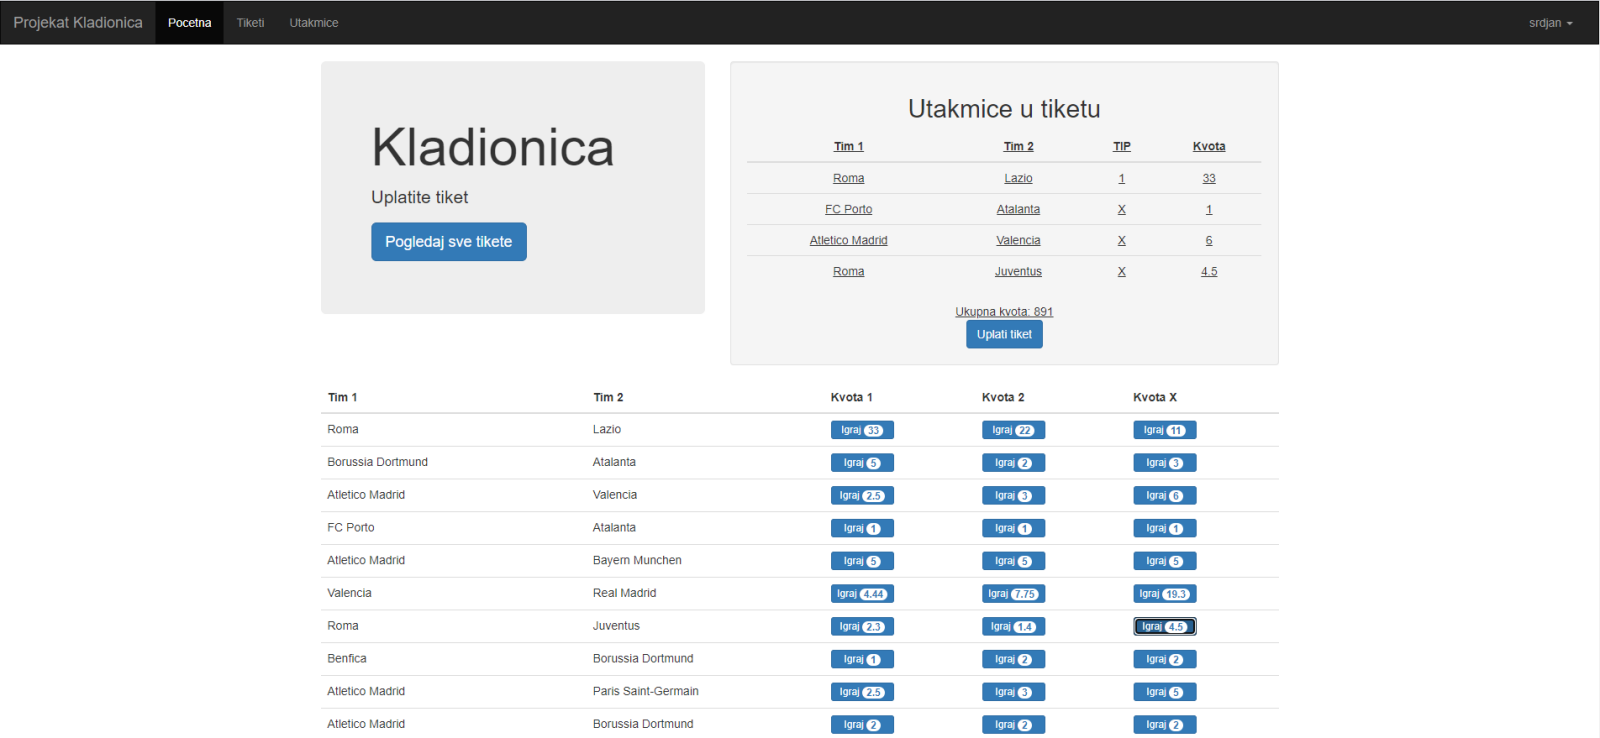 Projekat Kladionica Pocetna Tiketi Utakmice srdjan
Kladionica
Uplatite tiket
Pogledaj sve tikete
Utakmice u tiketu
Tim 1 Tim 2 TIP Kvota
Roma Lazio 1 33
FC Porto Atalanta X 1
Atletico Madrid Valencia X 6
Roma Juventus X 4.5
Ukupna kvota: 891
Uplati tiket
Tim 1 Tim 2 Kvota 1 Kvota 2 Kvota X
Roma Lazio Igraj 33 Igraj 22 Igraj 11
Borussia Dortmund Atalanta Igraj 5 Igraj 2 Igraj 3
Atletico Madrid Valencia Igraj 2.5 Igraj 3 Igraj 6
FC Porto Atalanta Igraj 1 Igraj 1 Igraj 1
Atletico Madrid Bayern Munchen Igraj 5 Igraj 5 Igraj 5
Valencia Real Madrid Igraj 4.44 Igraj 7.75 Igraj 19.3
Roma Juventus Igraj 2.3 Igraj 1.4 Igraj 4.5
Benfica Borussia Dortmund Igraj 1 Igraj 2 Igraj 2
Atletico Madrid Paris Saint-Germain Igraj 2.5 Igraj 3 Igraj 5
Atletico Madrid Borussia Dortmund Igraj 2 Igraj 2 Igraj 2